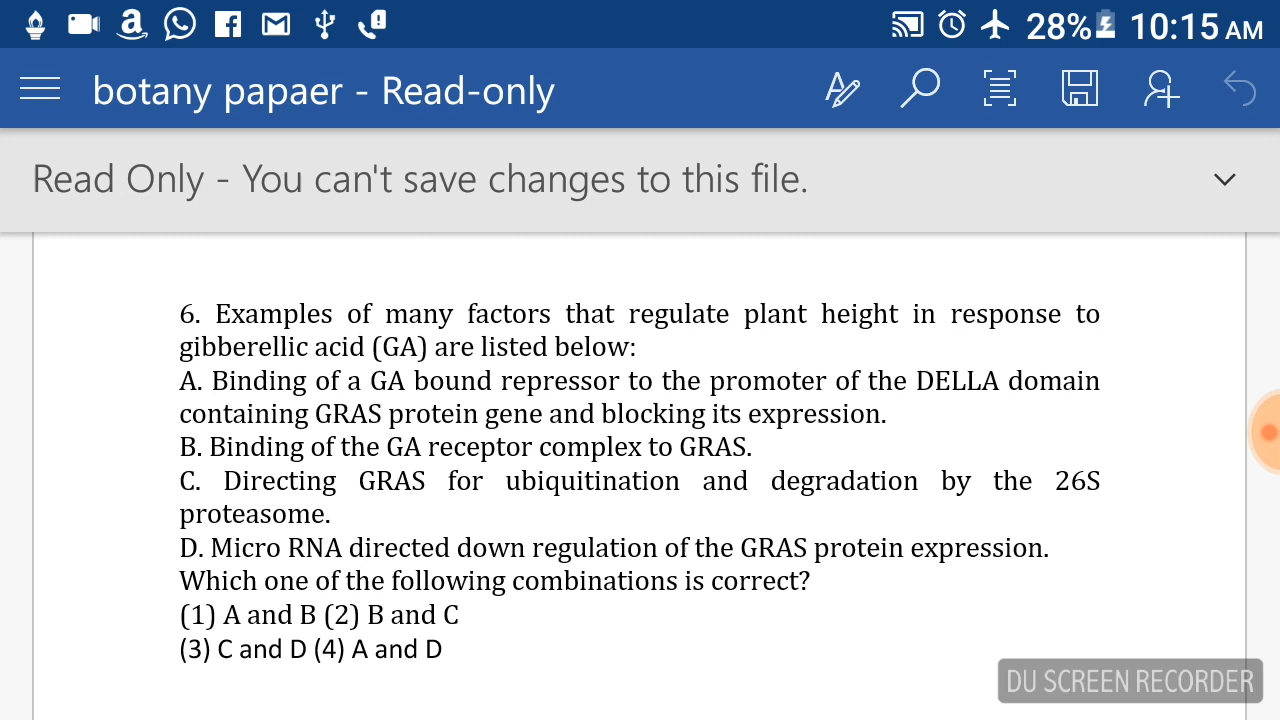 28% 10:15 AM
botany papaer - Read-only
Read Only - You can't save changes to this file.
6. Examples of many factors that regulate plant height in response to
gibberellic acid (GA) are listed below:
A. Binding of a GA bound repressor to the promoter of the DELLA domain
containing GRAS protein gene and blocking its expression.
B. Binding of the GA receptor complex to GRAS.
C. Directing GRAS for ubiquitination and degradation by the 26S
proteasome.
D. Micro RNA directed down regulation of the GRAS protein expression.
Which one of the following combinations is correct?
(1) A and B (2) B and C
(3) C and D (4) A and D
DU SCREEN RECORDER